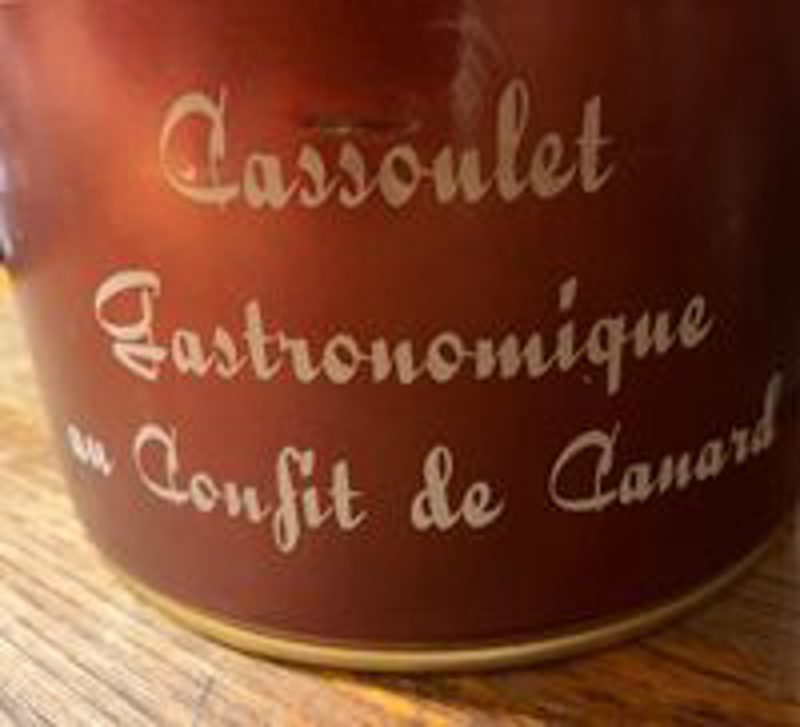 Cassoulet
Gastronomique
au Confit de Canard